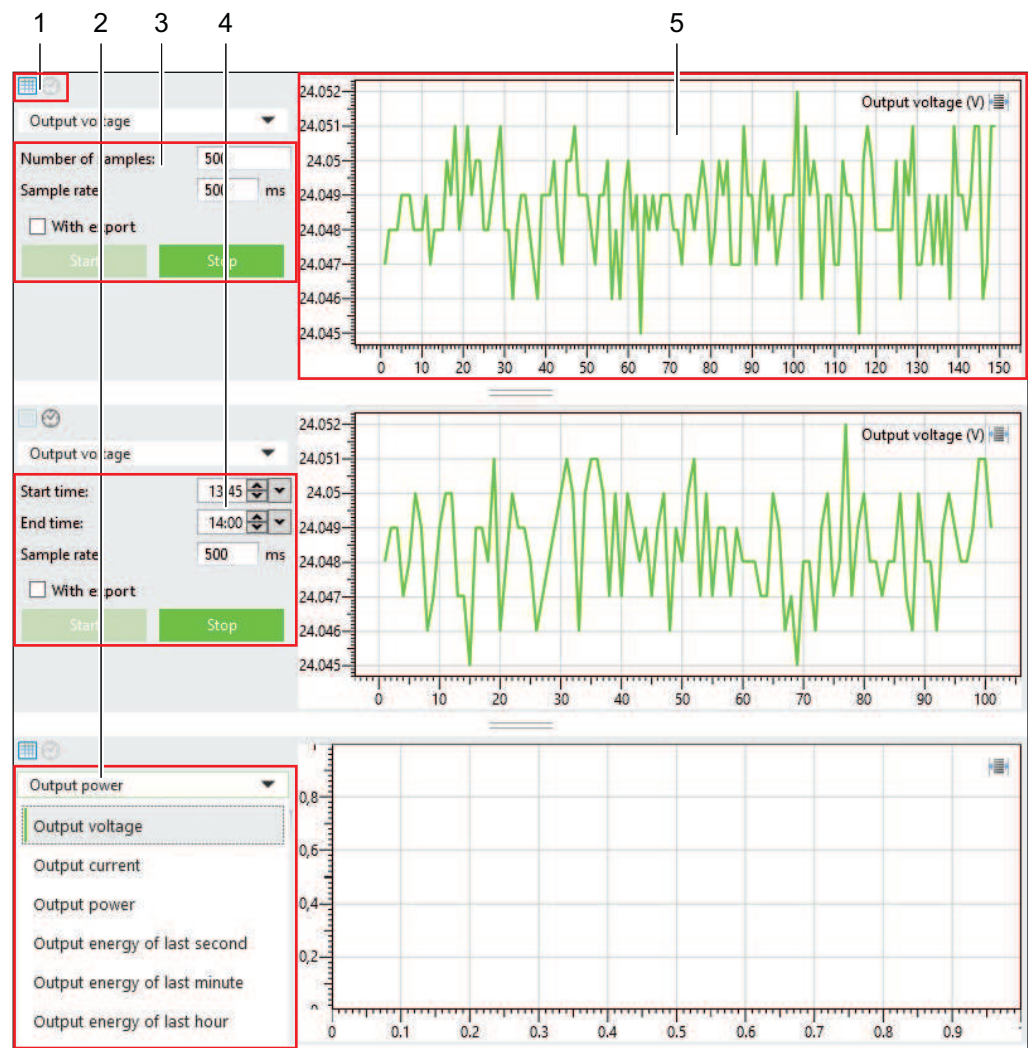 1 2 3 4 5
Output voltage
Number of samples: 500
Sample rate 500 ms
With export
Start Stop
24.052
24.051
24.05
24.049
24.048
24.047
24.046
24.045
Output voltage (V)
0 10 20 30 40 50 60 70 80 90 100 110 120 130 140 150
Output voltage
Start time: 13:45
End time: 14:00
Sample rate 500 ms
With export
Start Stop
24.052
24.051
24.05
24.049
24.048
24.047
24.046
24.045
Output voltage (V)
0 10 20 30 40 50 60 70 80 90 100
Output power
Output voltage
Output current
Output power
Output energy of last second
Output energy of last minute
Output energy of last hour
0,8
0,6
0,4
0,2
0 0.1 0.2 0.3 0.4 0.5 0.6 0.7 0.8 0.9